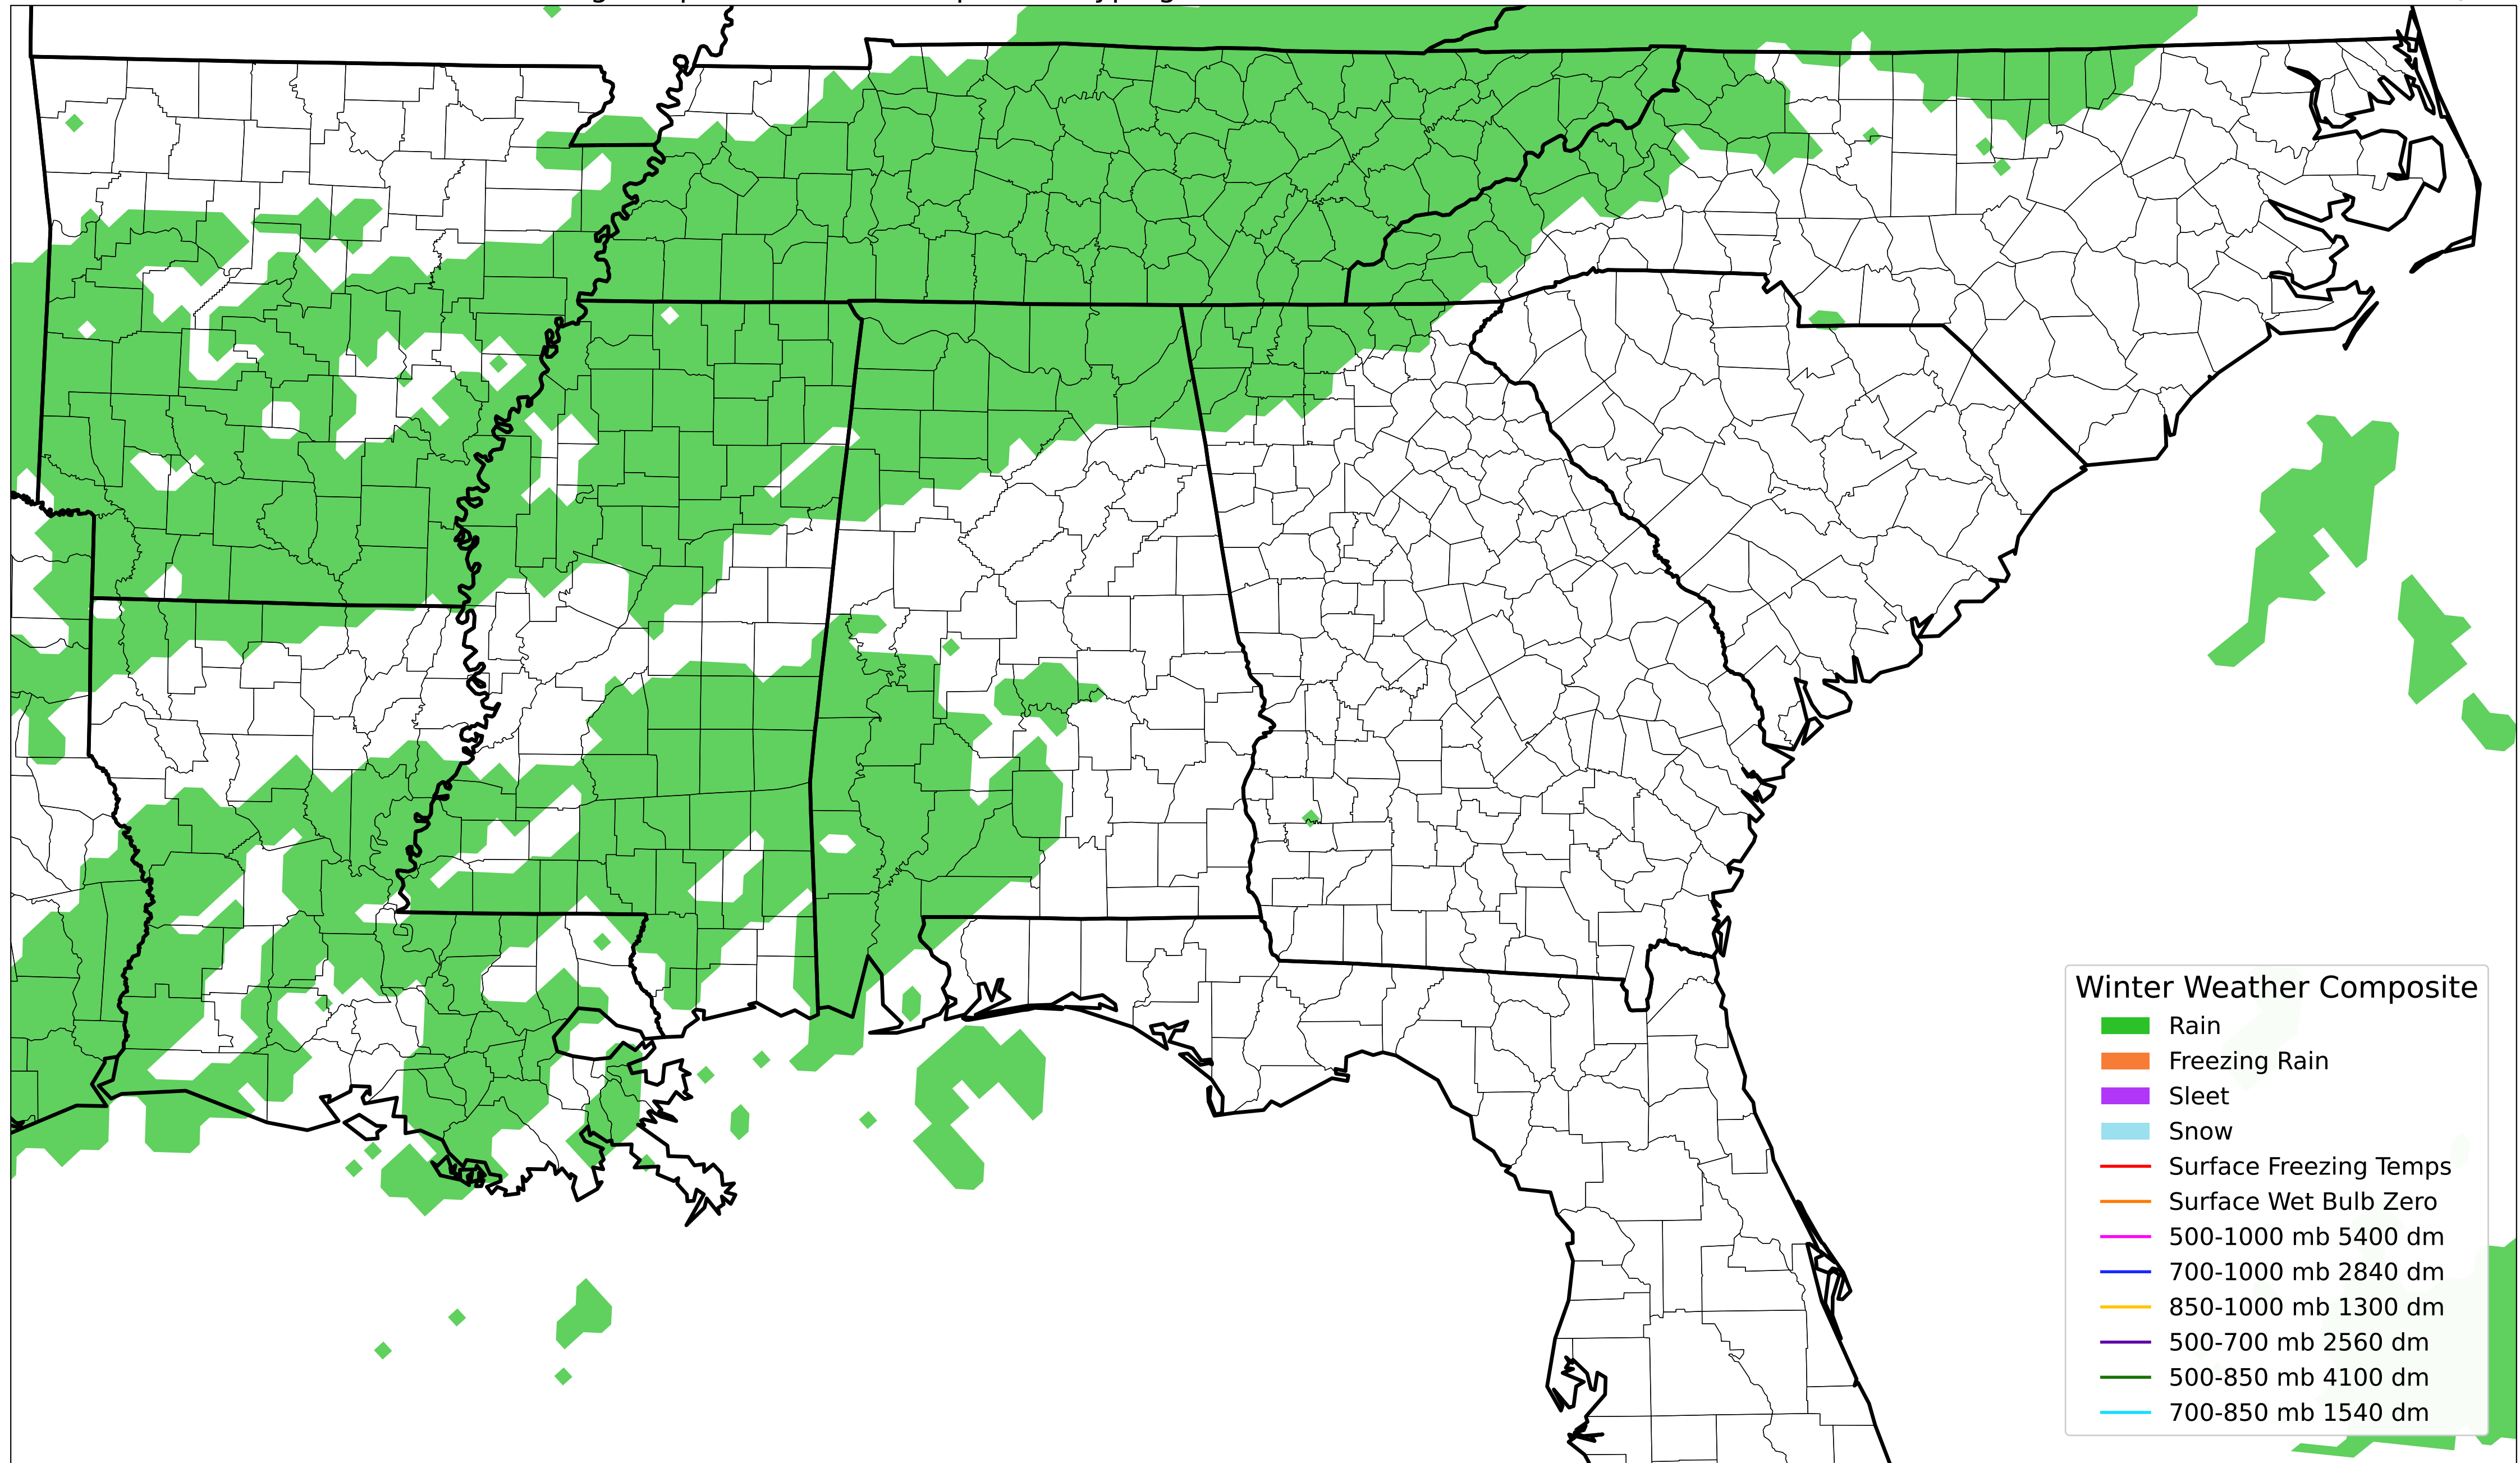 Winter Weather Composite
Rain
Freezing Rain
Sleet
Snow
Surface Freezing Temps
Surface Wet Bulb Zero
500-1000 mb 5400 dm
700-1000 mb 2840 dm
850-1000 mb 1300 dm
500-700 mb 2560 dm
500-850 mb 4100 dm
700-850 mb 1540 dm